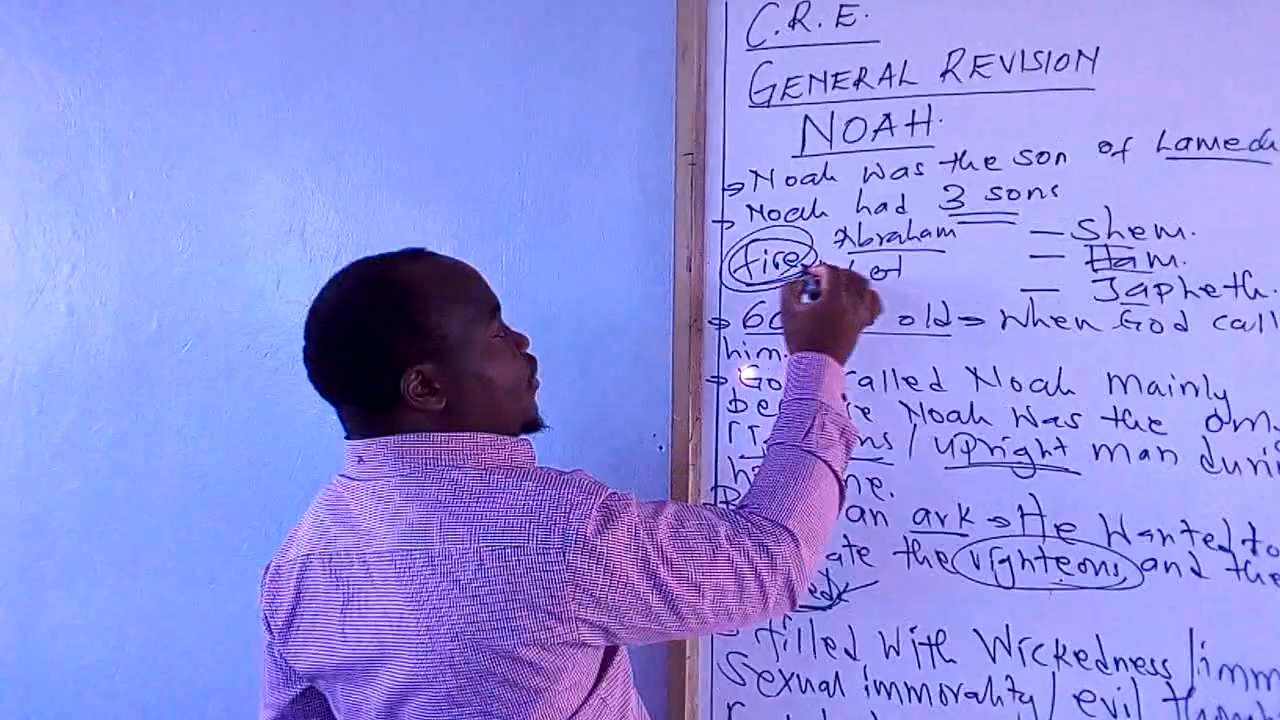 C.R.E.
GENERAL REVISION
NOAH.
Noah was the son of Lamech
Noah had 3 sons
Abraham — Shem.
fire Lot — Ham.
— Japheth.
old → when God call
him.
called Noah mainly
Noah was the
/ upright man duri
an ark → He wanted to
the righteous and the
filled with wickedness / imm
Sexual immorality / evil